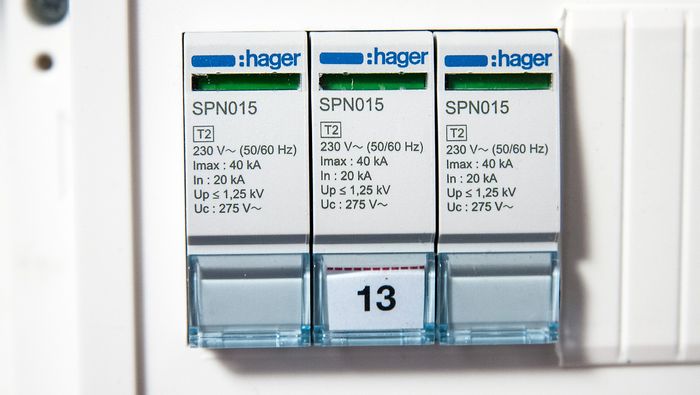 :hager
SPN015
T2
230 V~ (50/60 Hz)
Imax : 40 kA
In : 20 kA
Up ≤ 1,25 kV
Uc : 275 V~
:hager
SPN015
T2
230 V~ (50/60 Hz)
Imax : 40 kA
In : 20 kA
Up ≤ 1,25 kV
Uc : 275 V~
13
:hager
SPN015
T2
230 V~ (50/60 Hz)
Imax : 40 kA
In : 20 kA
Up ≤ 1,25 kV
Uc : 275 V~